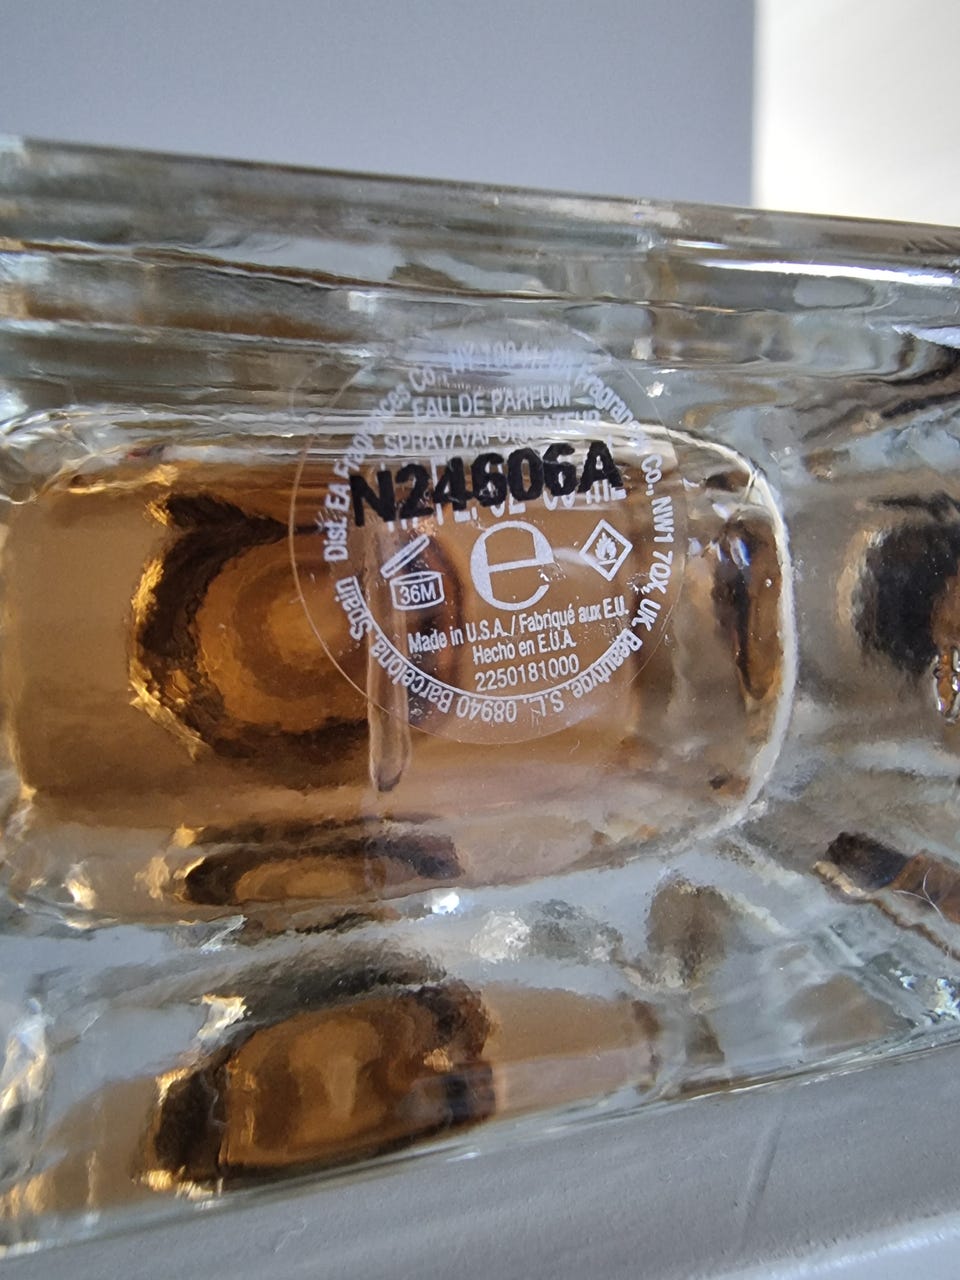 Dist. EA Fragrances Co., NY
Fragrances Co., NW1 7QX, UK. Beautyge, S.L. 08940 Barcelona, Spain
EAU DE PARFUM
SPRAY/VAPORISATEUR
N24606A
36M
e
Made in U.S.A./ Fabriqué aux E.U.
Hecho en E.U.A.
2250181000